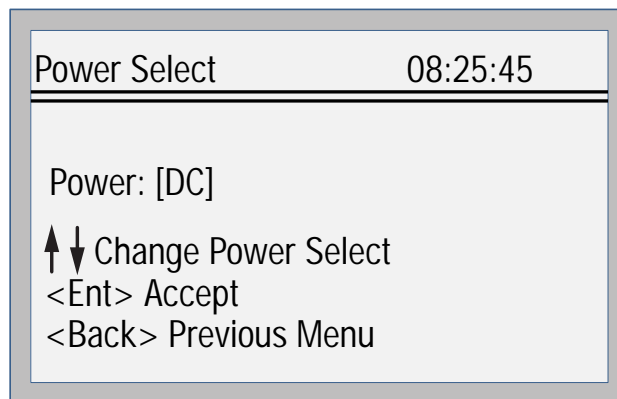 Power Select 08:25:45
Power: [DC]
Change Power Select
<Ent> Accept
<Back> Previous Menu